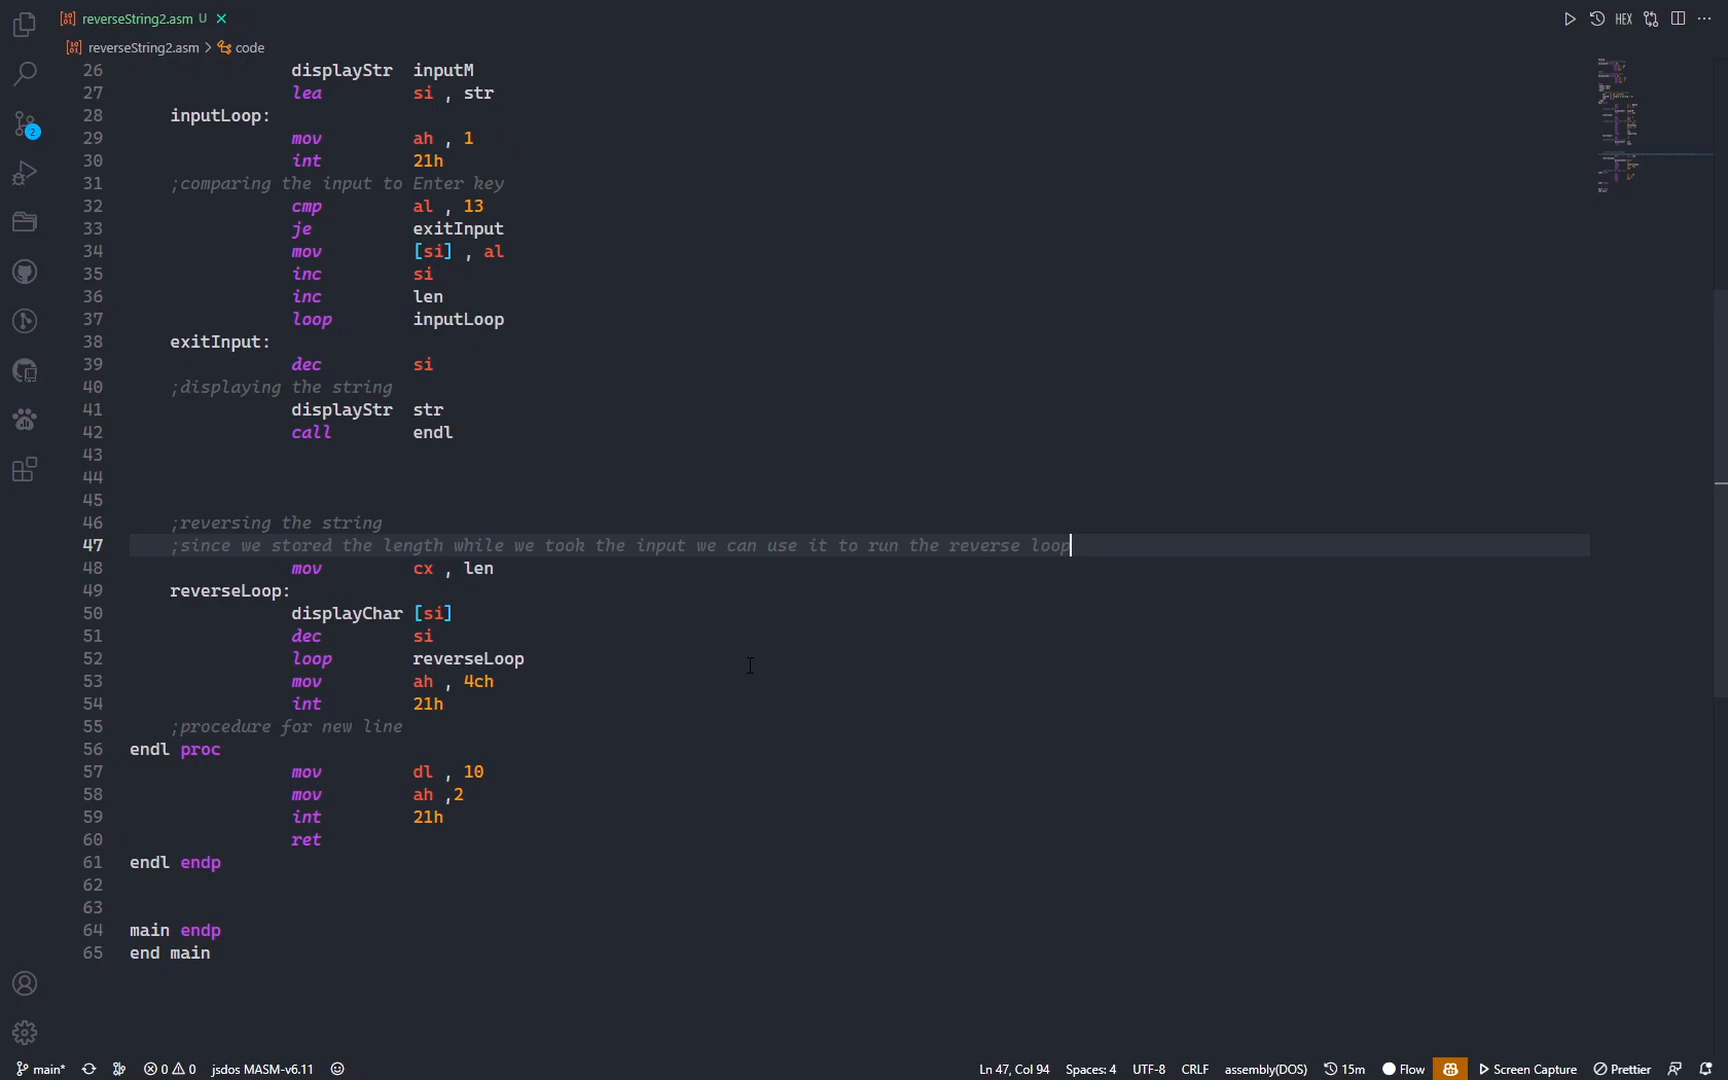 reverseString2.asm U
HEX
reverseString2.asm > code
26 displayStr inputM
27 lea si , str
28 inputLoop:
29 mov ah , 1
30 int 21h
31 ;comparing the input to Enter key
32 cmp al , 13
33 je exitInput
34 mov [si] , al
35 inc si
36 inc len
37 loop inputLoop
38 exitInput:
39 dec si
40 ;displaying the string
41 displayStr str
42 call endl
43
44
45
46 ;reversing the string
47 ;since we stored the length while we took the input we can use it to run the reverse loop
48 mov cx , len
49 reverseLoop:
50 displayChar [si]
51 dec si
52 loop reverseLoop
53 mov ah , 4ch
54 int 21h
55 ;procedure for new line
56 endl proc
57 mov dl , 10
58 mov ah ,2
59 int 21h
60 ret
61 endl endp
62
63
64 main endp
65 end main
2
main* 0 0 jsdos MASM-v6.11 Ln 47, Col 94 Spaces: 4 UTF-8 CRLF assembly(DOS) 15m Flow Screen Capture Prettier